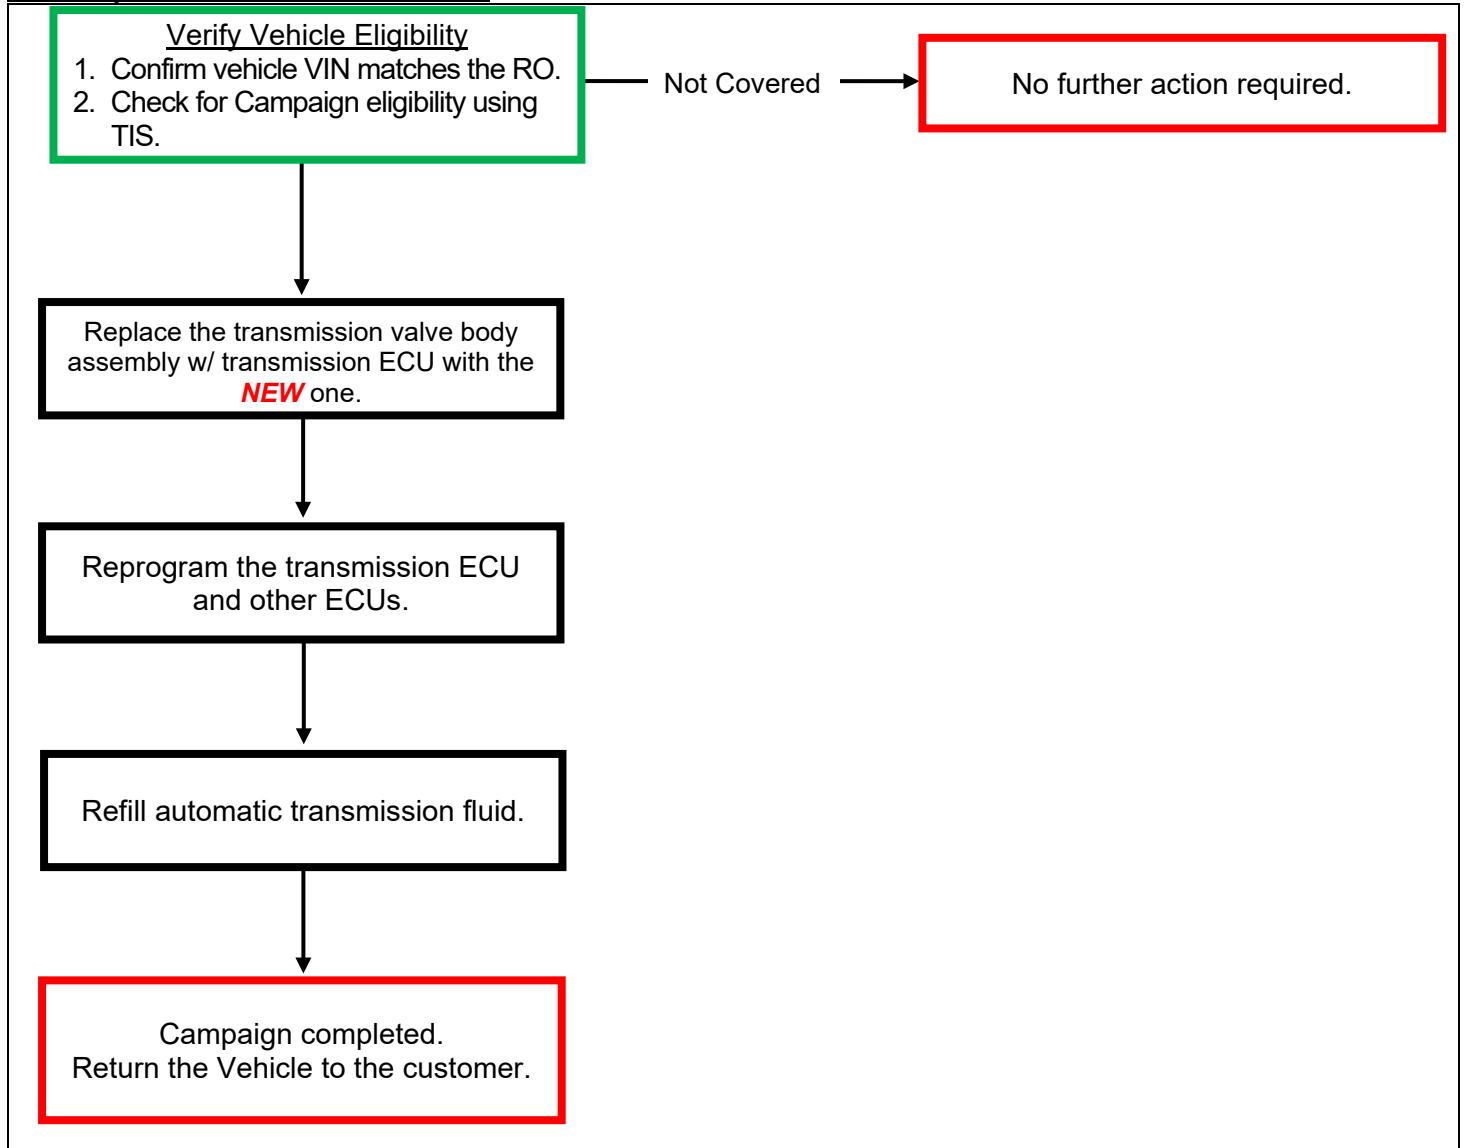 Verify Vehicle Eligibility
1. Confirm vehicle VIN matches the RO.
2. Check for Campaign eligibility using
TIS.
Not Covered
No further action required.
Replace the transmission valve body
assembly w/ transmission ECU with the
NEW one.
Reprogram the transmission ECU
and other ECUs.
Refill automatic transmission fluid.
Campaign completed.
Return the Vehicle to the customer.